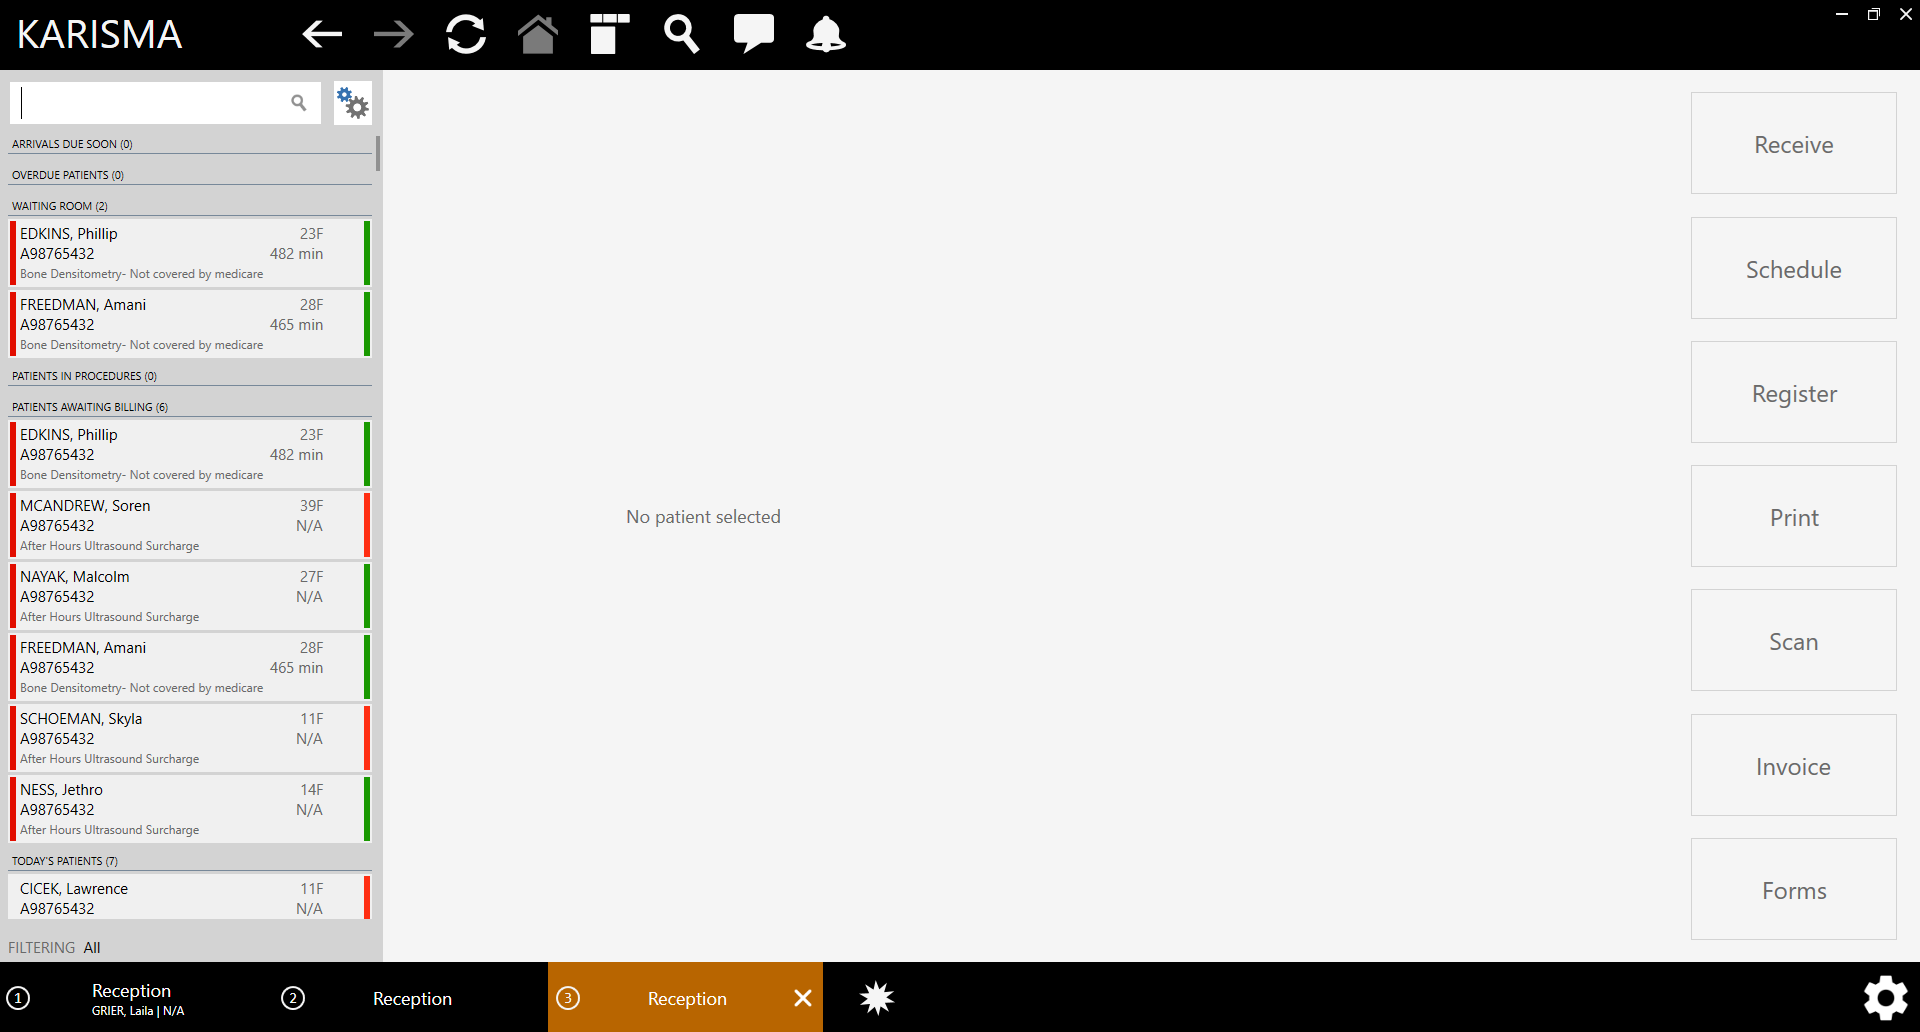 KARISMA
ARRIVALS DUE SOON (0)
OVERDUE PATIENTS (0)
WAITING ROOM (2)
EDKINS, Phillip 23F
A98765432 482 min
Bone Densitometry- Not covered by medicare
FREEDMAN, Amani 28F
A98765432 465 min
Bone Densitometry- Not covered by medicare
PATIENTS IN PROCEDURES (0)
PATIENTS AWAITING BILLING (6)
EDKINS, Phillip 23F
A98765432 482 min
Bone Densitometry- Not covered by medicare
MCANDREW, Soren 39F
A98765432 N/A
After Hours Ultrasound Surcharge
NAYAK, Malcolm 27F
A98765432 N/A
After Hours Ultrasound Surcharge
FREEDMAN, Amani 28F
A98765432 465 min
Bone Densitometry- Not covered by medicare
SCHOEMAN, Skyla 11F
A98765432 N/A
After Hours Ultrasound Surcharge
NESS, Jethro 14F
A98765432 N/A
After Hours Ultrasound Surcharge
TODAY'S PATIENTS (7)
CICEK, Lawrence 11F
A98765432 N/A
FILTERING All
No patient selected
Receive
Schedule
Register
Print
Scan
Invoice
Forms
1 Reception
GRIER, Laila | N/A
2 Reception
3 Reception